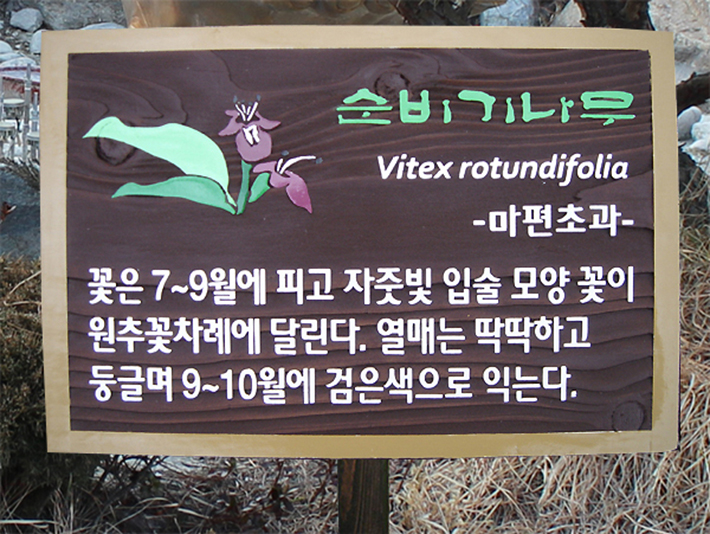 순비기나무
Vitex rotundifolia
-마편초과-
꽃은 7~9월에 피고 자줏빛 입술 모양 꽃이
원추꽃차례에 달린다. 열매는 딱딱하고
둥글며 9~10월에 검은색으로 익는다.